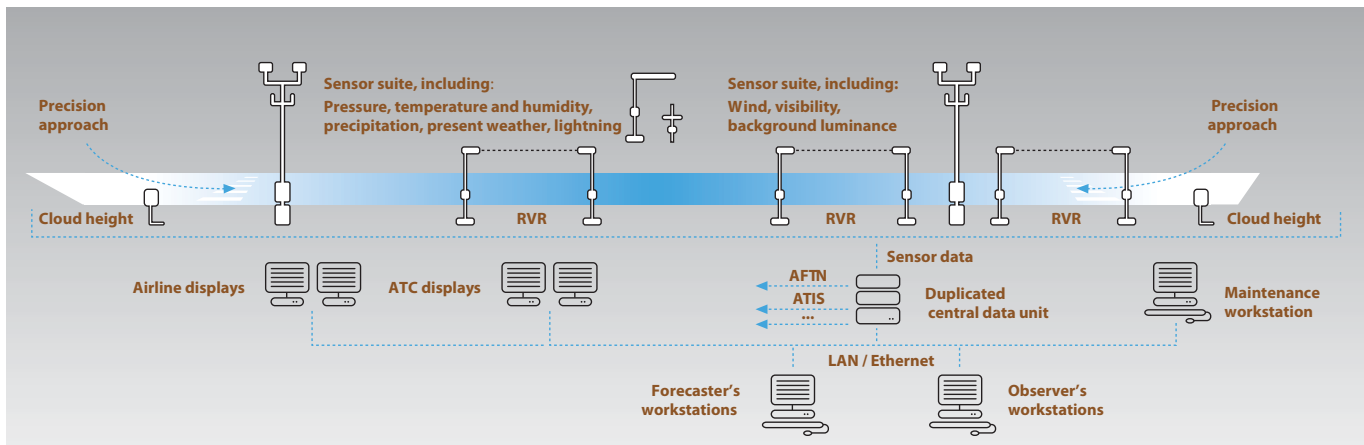 Precision
approach
Sensor suite, including:
Pressure, temperature and humidity,
precipitation, present weather, lightning
Sensor suite, including:
Wind, visibility,
background luminance
Precision
approach
Cloud height
RVR
RVR
RVR
Cloud height
Sensor data
Airline displays
ATC displays
AFTN
ATIS
...
Duplicated
central data unit
Maintenance
workstation
LAN / Ethernet
Forecaster's
workstations
Observer's
workstations